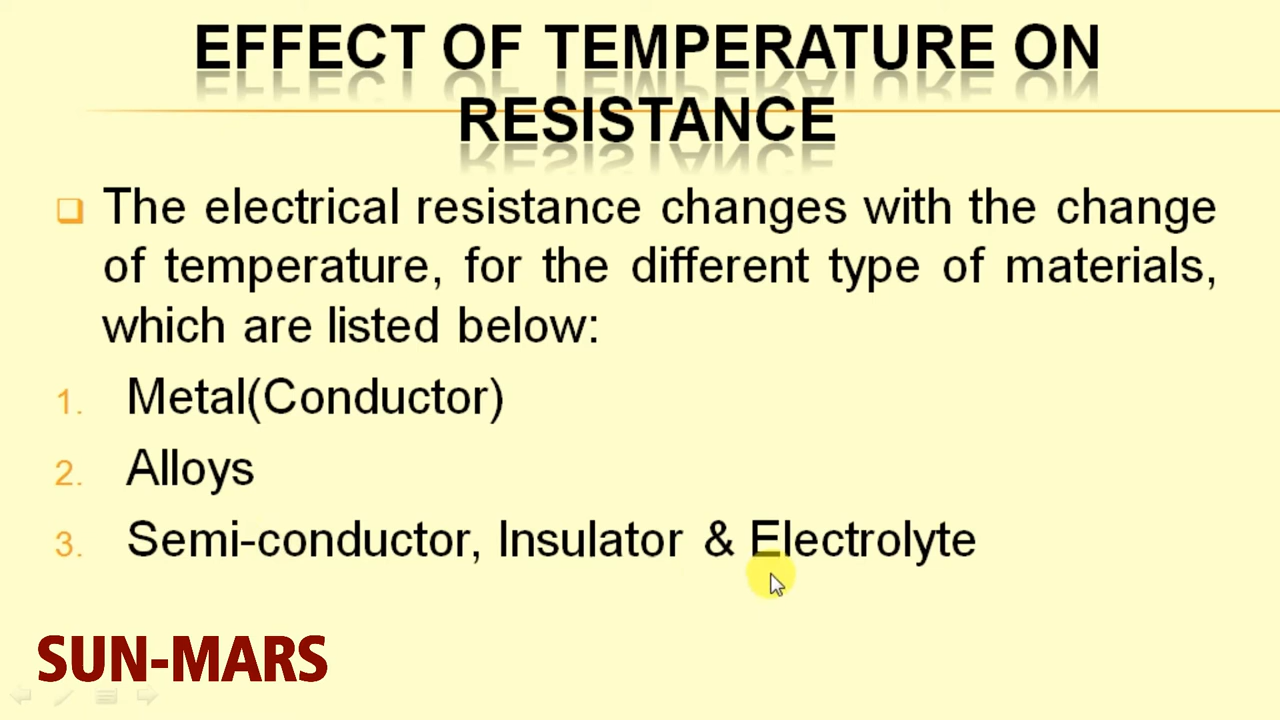 EFFECT OF TEMPERATURE ON
RESISTANCE
The electrical resistance changes with the change
of temperature, for the different type of materials,
which are listed below:
1. Metal(Conductor)
2. Alloys
3. Semi-conductor, Insulator & Electrolyte
SUN-MARS